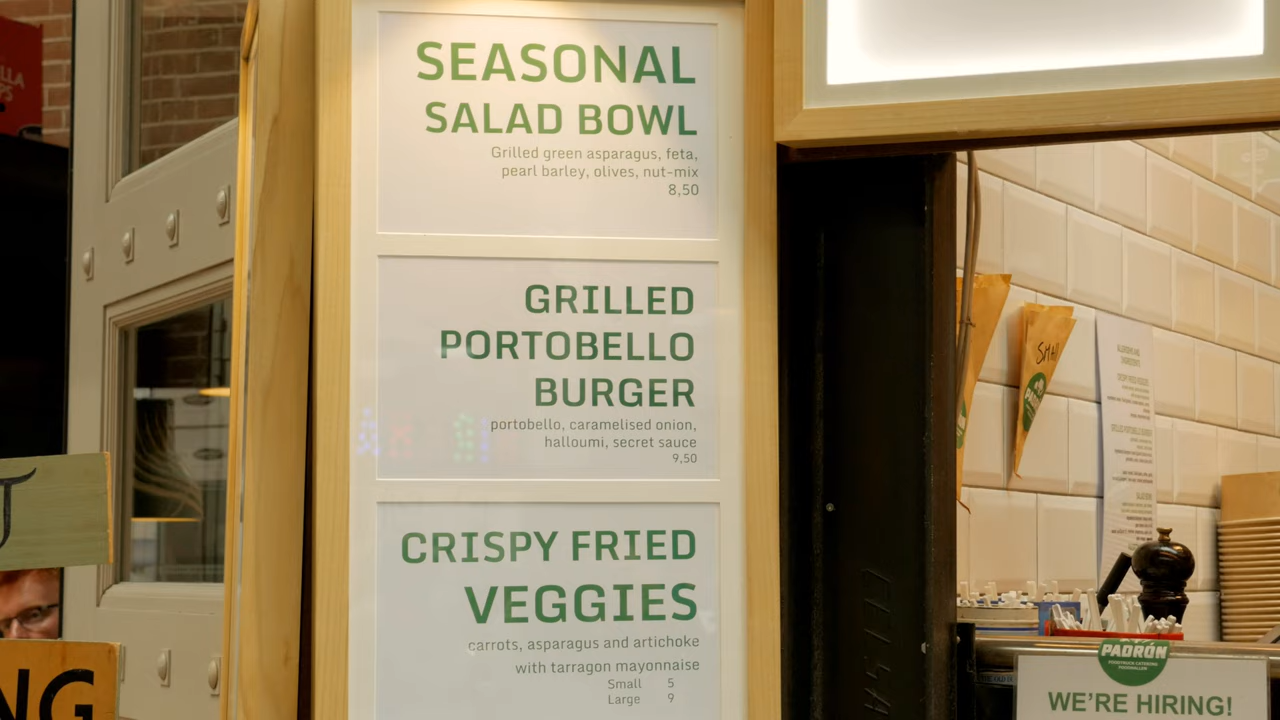 SEASONAL
SALAD BOWL
Grilled green asparagus, feta,
pearl barley, olives, nut-mix
8,50
GRILLED
PORTOBELLO
BURGER
portobello, caramelised onion,
halloumi, secret sauce
9,50
CRISPY FRIED
VEGGIES
carrots, asparagus and artichoke
with tarragon mayonnaise
Small 5
Large 9
PADRÓN
WE'RE HIRING!